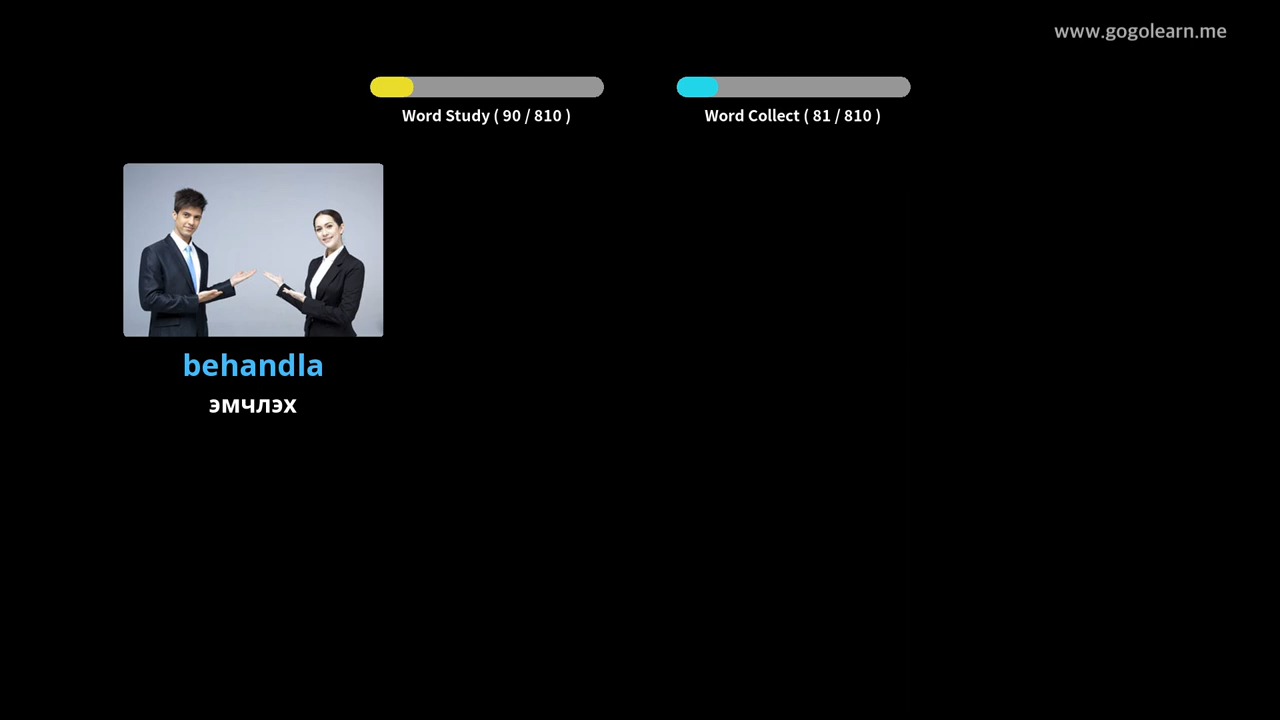 www.gogolearn.me
Word Study ( 90 / 810 )
Word Collect ( 81 / 810 )
behandla
эмчлэх